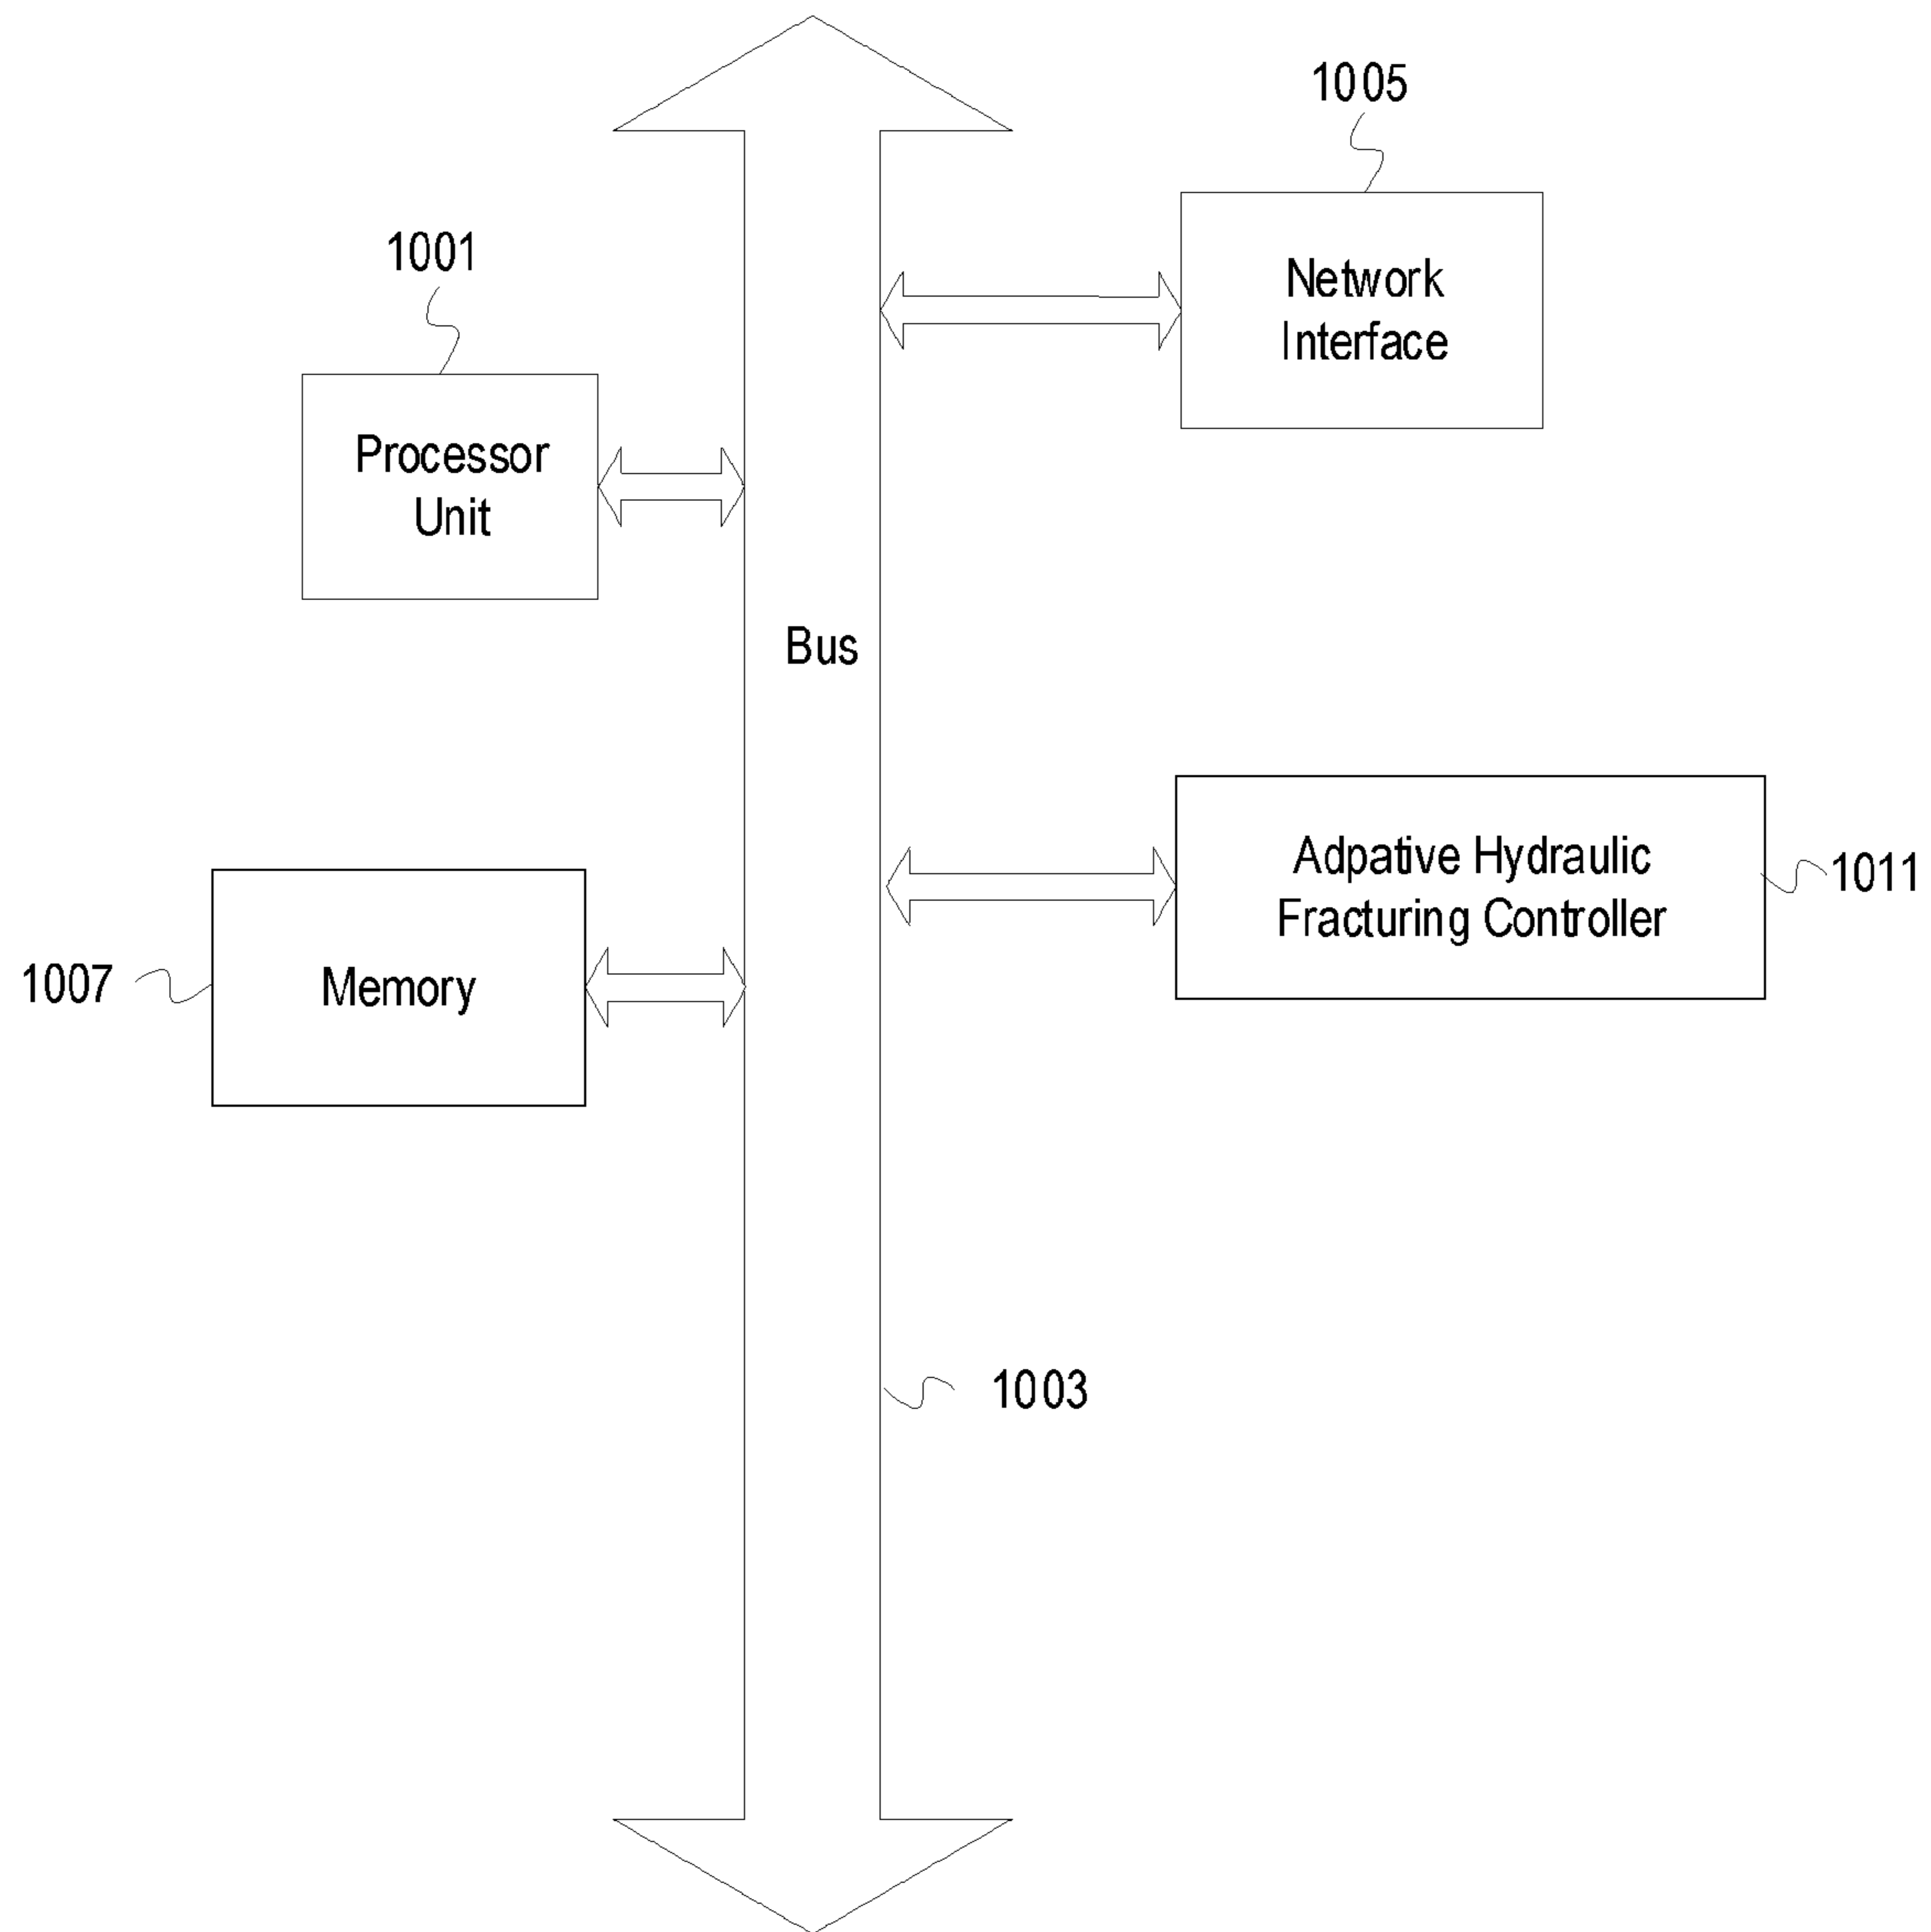 1005
Network
Interface
1001
Processor
Unit
Bus
Adpative Hydraulic
Fracturing Controller
1011
1007
Memory
1003